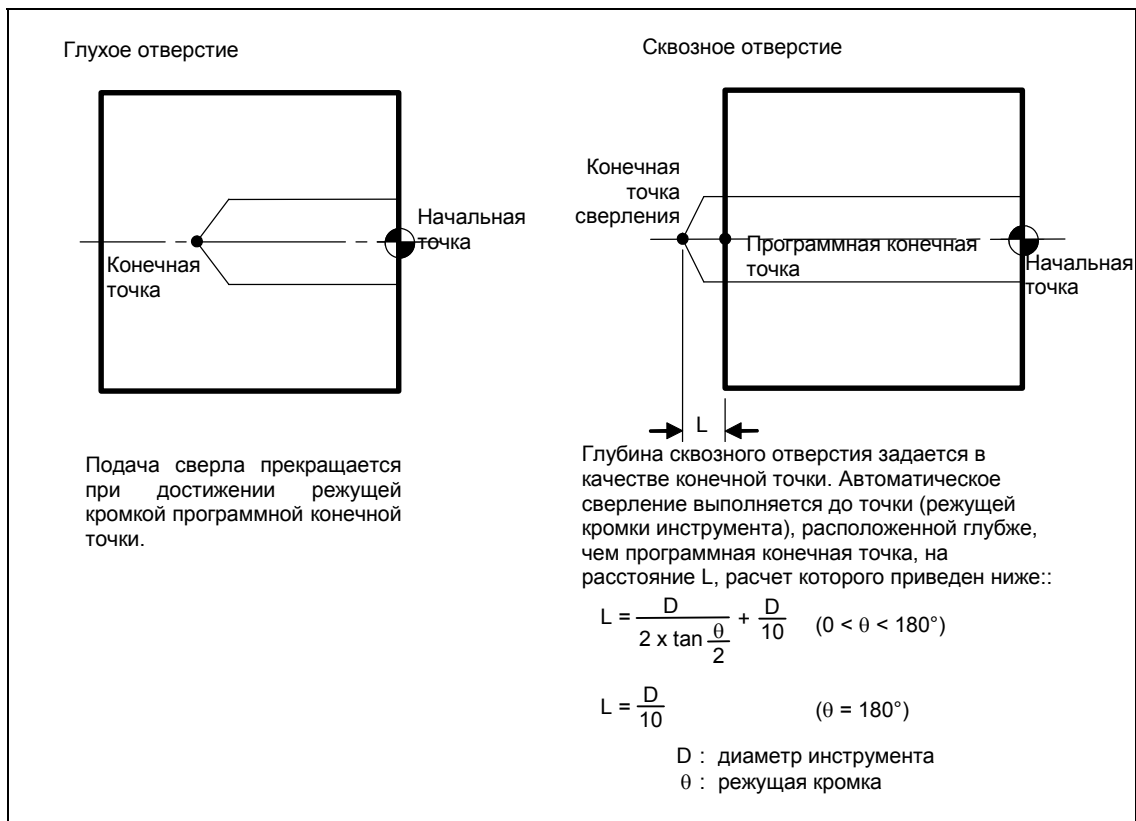 Глухое отверстие
Начальная
точка
Конечная
точка
Подача сверла прекращается
при достижении режущей
кромкой программной конечной
точки.
Сквозное отверстие
Конечная
точка
сверления
Программная конечная
точка
Начальная
точка
L
Глубина сквозного отверстия задается в
качестве конечной точки. Автоматическое
сверление выполняется до точки (режущей
кромки инструмента), расположенной глубже,
чем программная конечная точка, на
расстояние L, расчет которого приведен ниже::
L = D / (2 x tan θ/2) + D/10 (0 < θ < 180°)
L = D/10 (θ = 180°)
D : диаметр инструмента
θ : режущая кромка